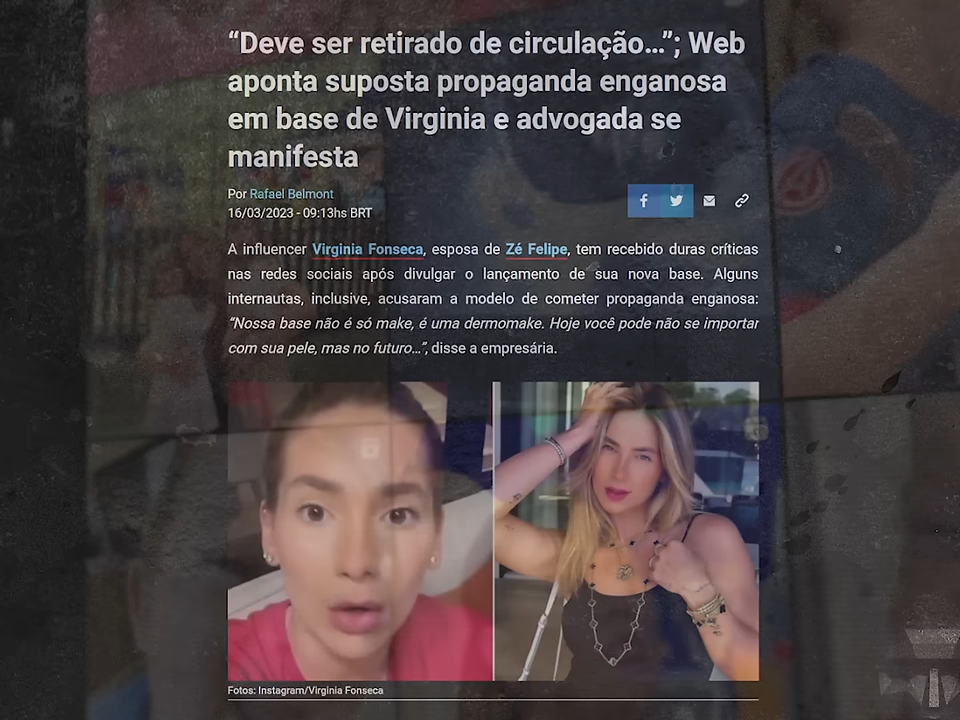 “Deve ser retirado de circulação...”; Web
aponta suposta propaganda enganosa
em base de Virginia e advogada se
manifesta
Por Rafael Belmont
16/03/2023 - 09:13hs BRT
A influencer Virginia Fonseca, esposa de Zé Felipe, tem recebido duras críticas
nas redes sociais após divulgar o lançamento de sua nova base. Alguns
internautas, inclusive, acusaram a modelo de cometer propaganda enganosa:
“Nossa base não é só make, é uma dermomake. Hoje você pode não se importar
com sua pele, mas no futuro...”, disse a empresária.
Fotos: Instagram/Virginia Fonseca